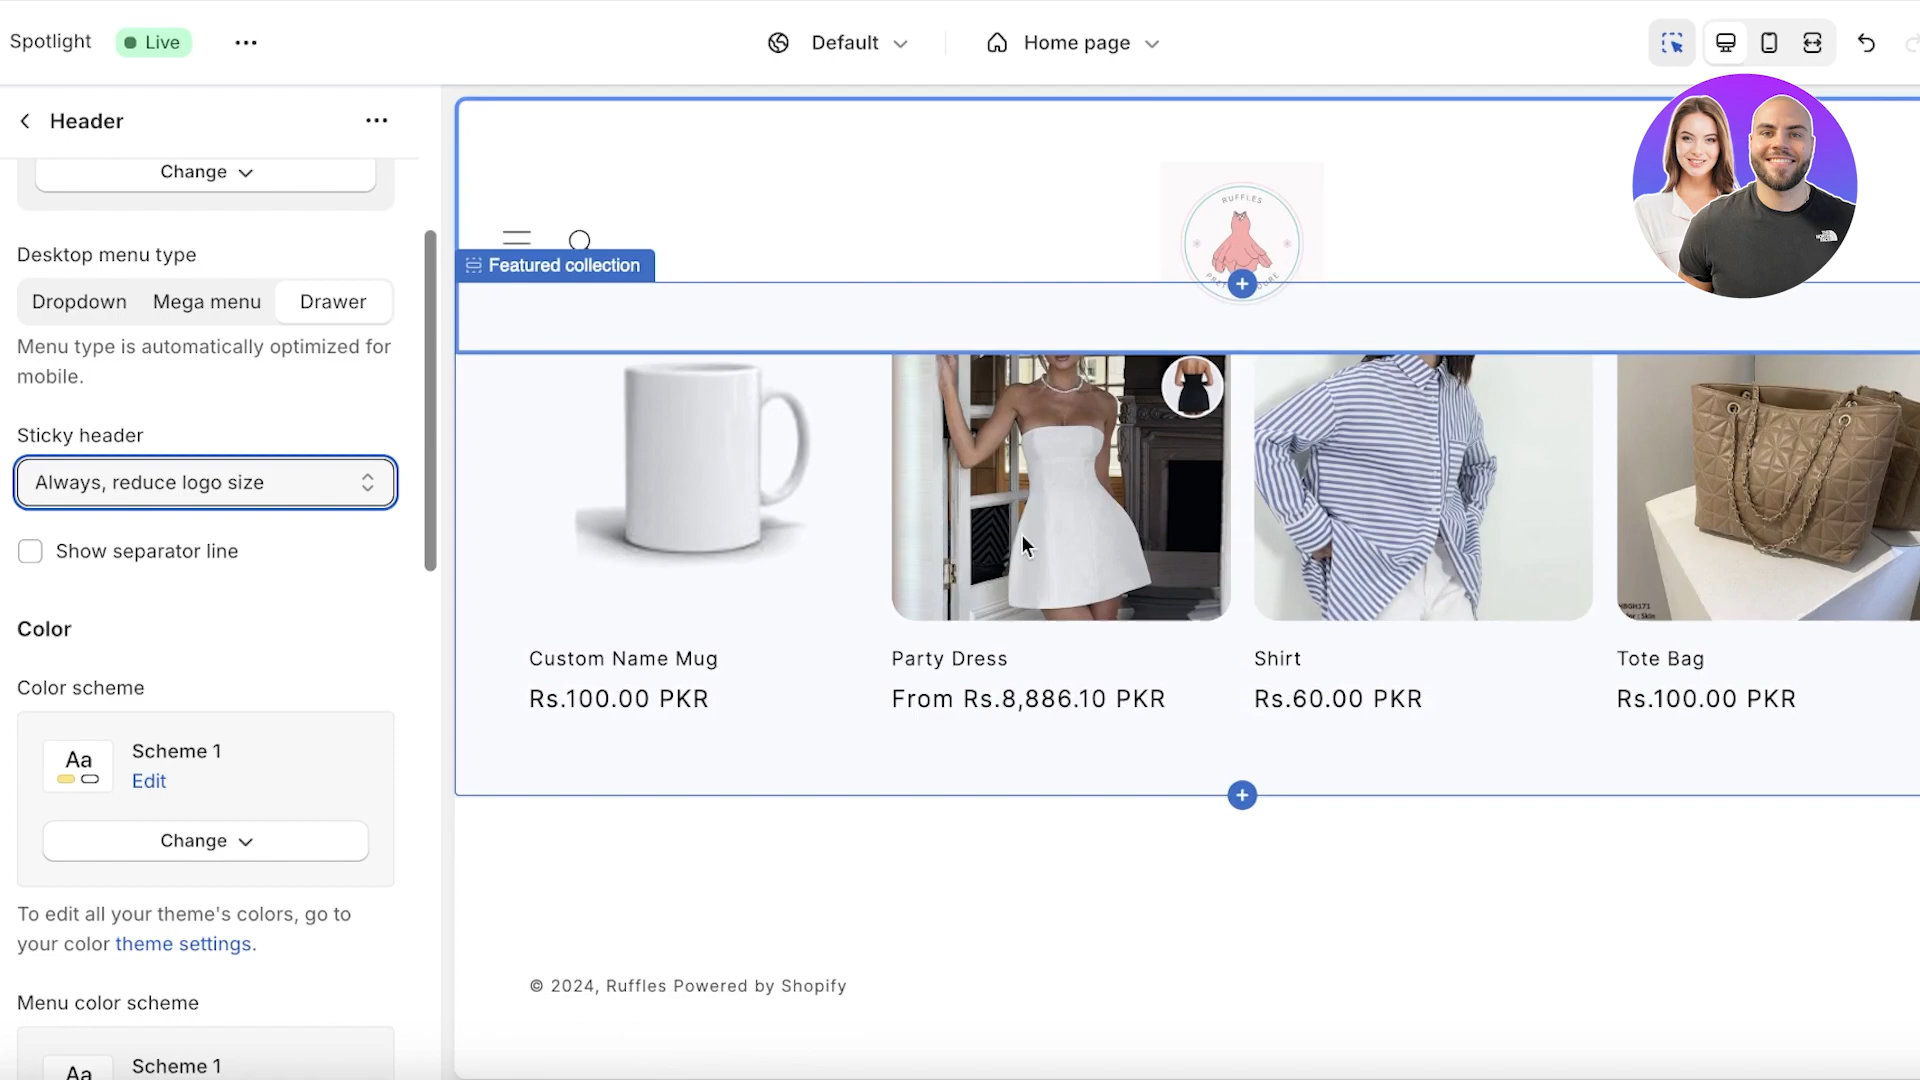 Spotlight
Live
Default
Home page
Header
Change
Desktop menu type
Dropdown
Mega menu
Drawer
Menu type is automatically optimized for
mobile.
Sticky header
Always, reduce logo size
Show separator line
Color
Color scheme
Aa
Scheme 1
Edit
Change
To edit all your theme's colors, go to
your color theme settings.
Menu color scheme
Aa
Scheme 1
RUFFLES
Featured collection
Custom Name Mug
Rs.100.00 PKR
Party Dress
From Rs.8,886.10 PKR
Shirt
Rs.60.00 PKR
Tote Bag
Rs.100.00 PKR
© 2024, Ruffles Powered by Shopify